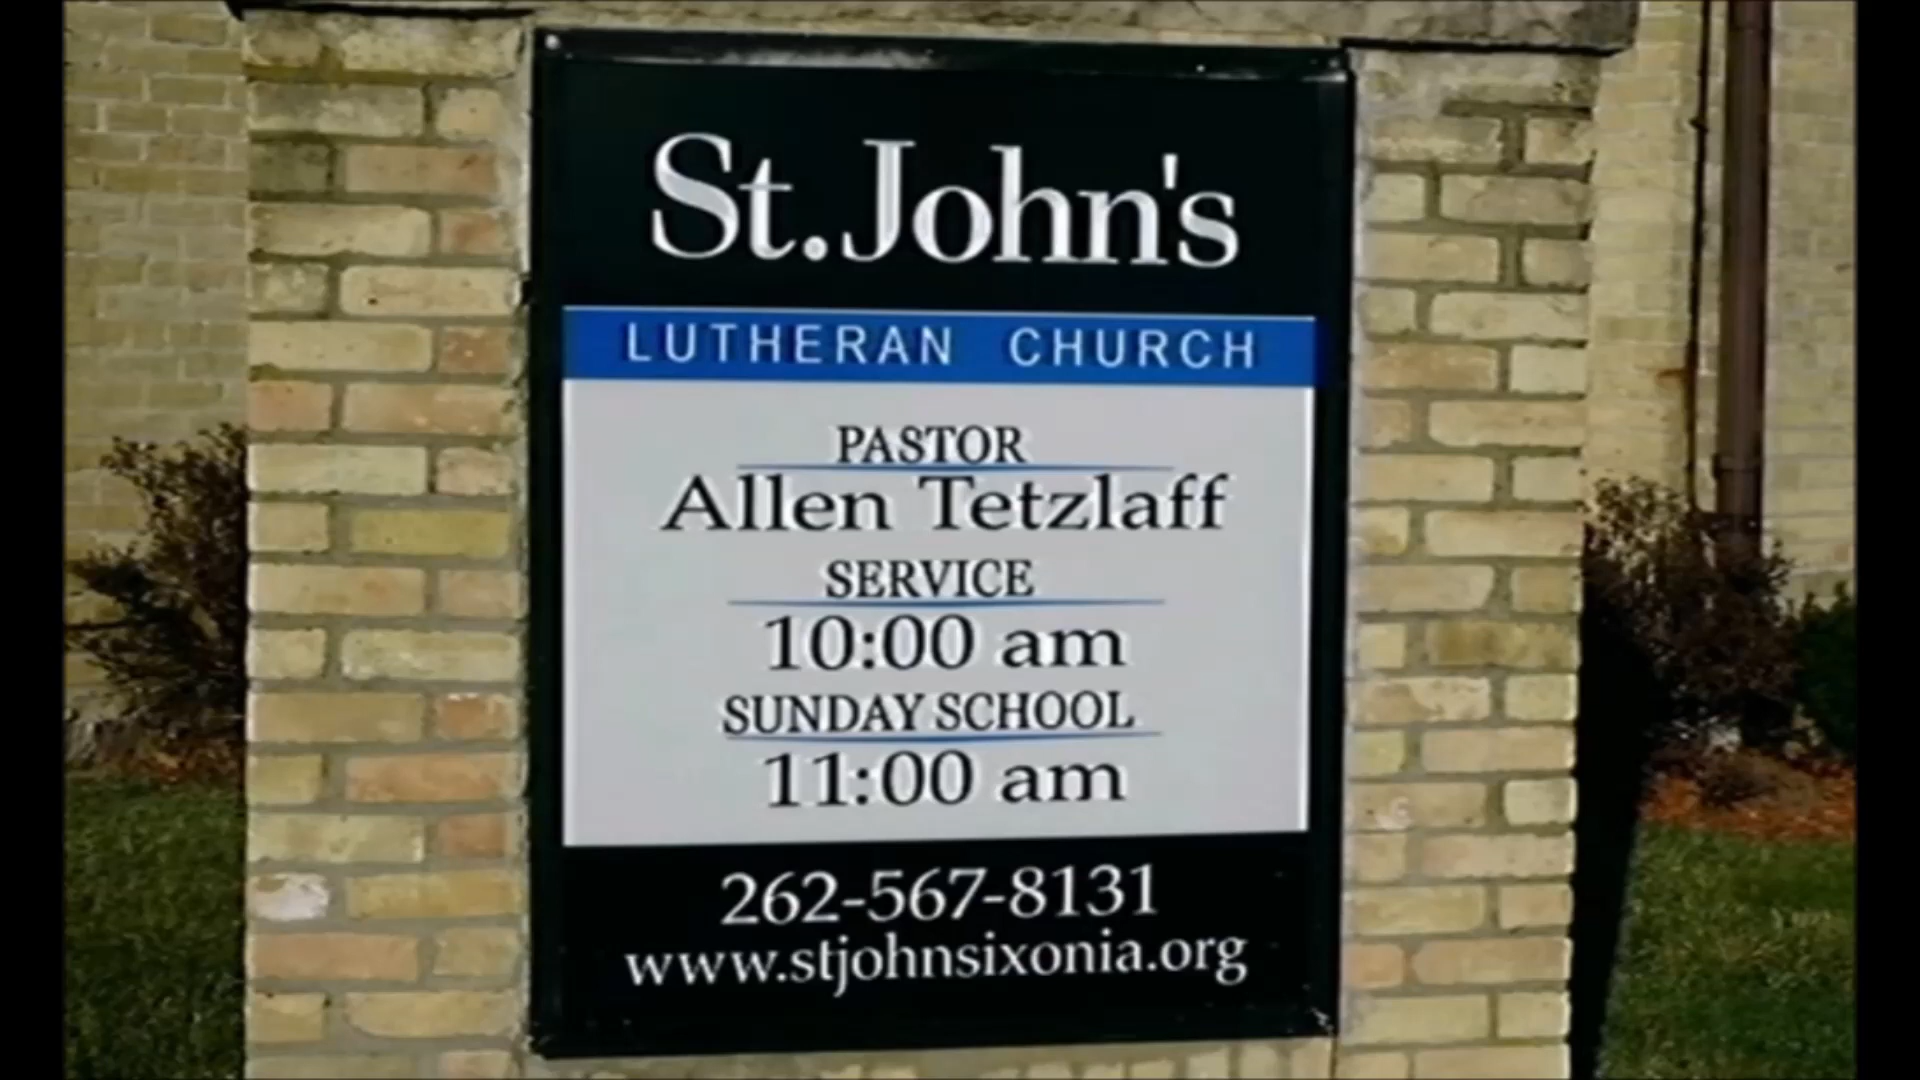 St. John's
LUTHERAN CHURCH
PASTOR
Allen Tetzlaff
SERVICE
10:00 am
SUNDAY SCHOOL
11:00 am
262-567-8131
www.stjohnsixonia.org